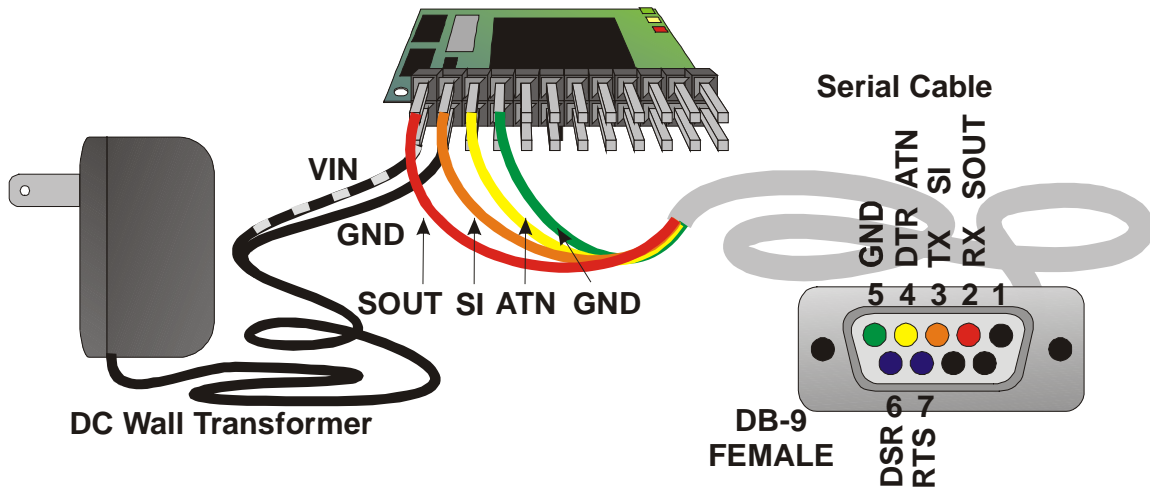 Serial Cable
VIN
GND
SOUT SI ATN GND
GND
DTR ATN
TX SI
RX SOUT
5 4 3 2 1
DC Wall Transformer
DB-9
FEMALE
6 7
DSR
RTS